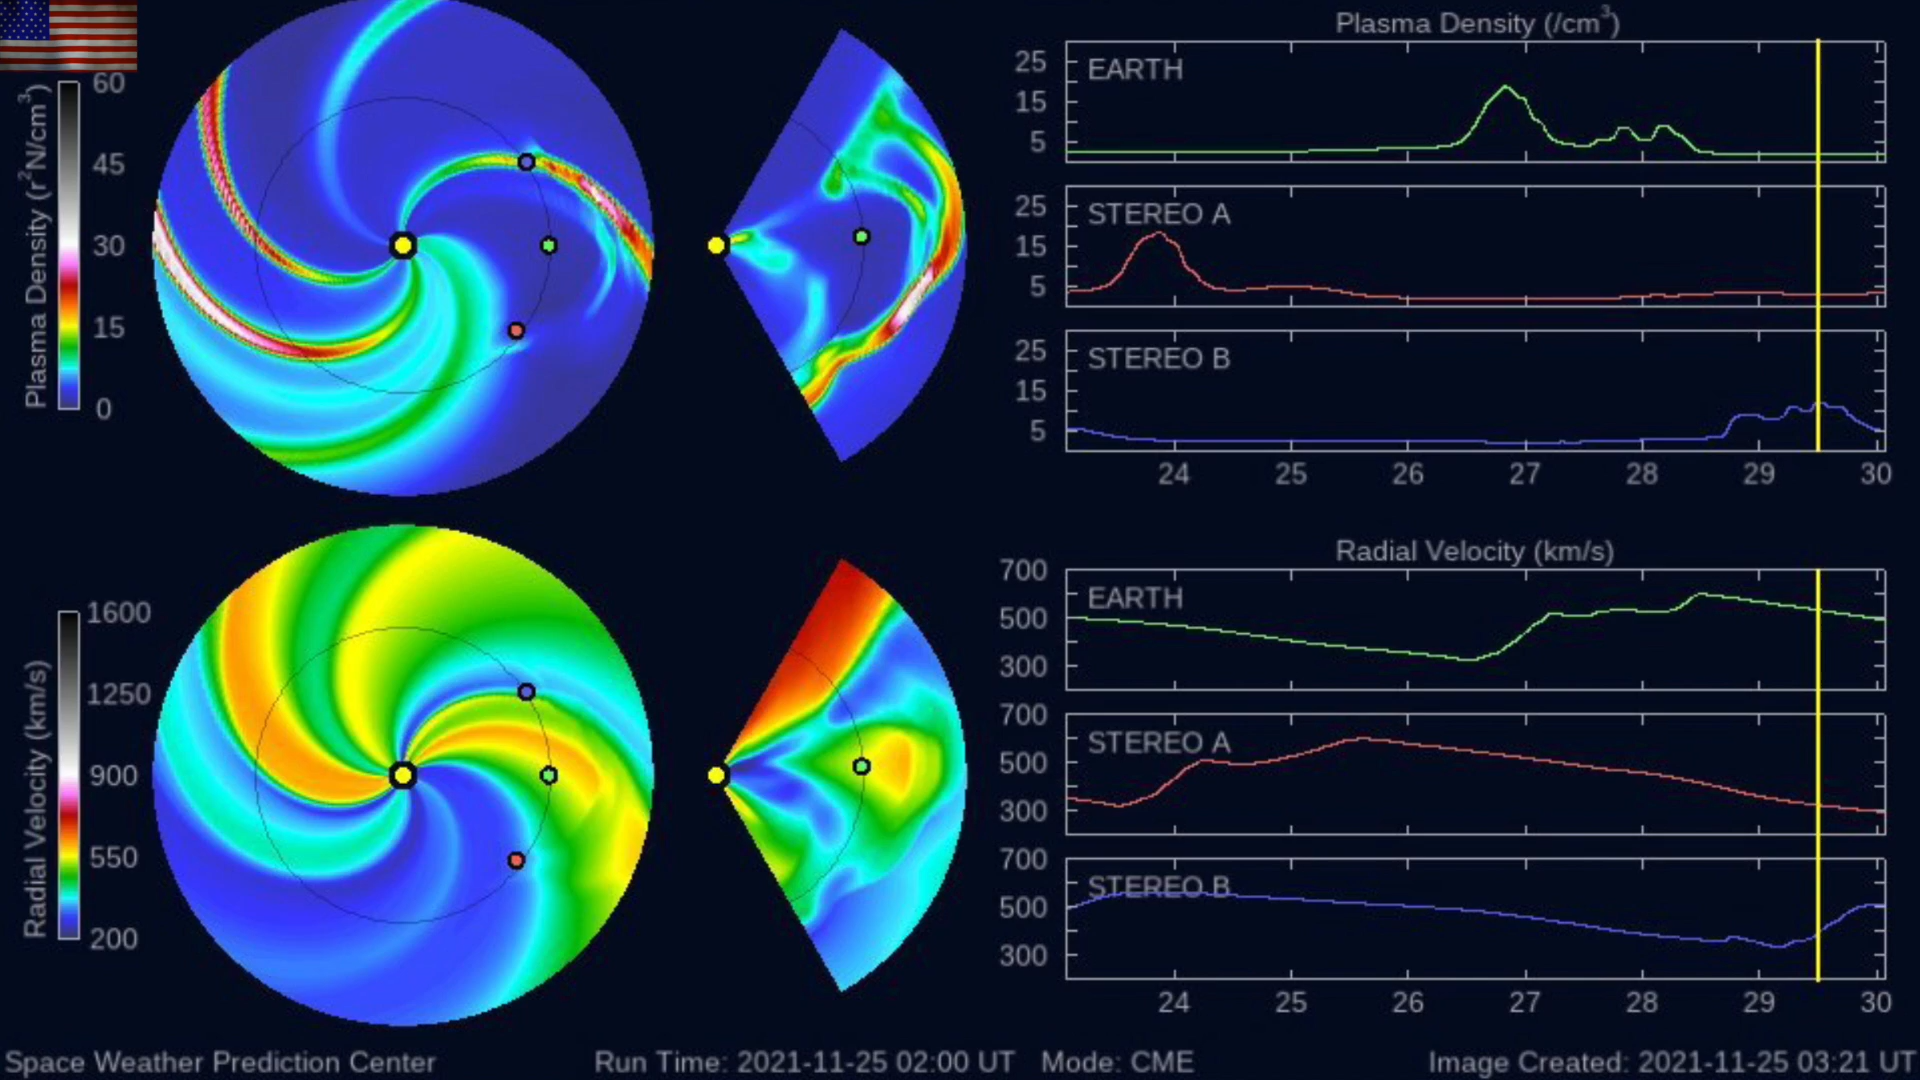 Plasma Density (r²N/cm³)
60
45
30
15
0
Plasma Density (/cm³)
25
15
5
EARTH
25
15
5
STEREO A
25
15
5
STEREO B
24 25 26 27 28 29 30
Radial Velocity (km/s)
1600
1250
900
550
200
Radial Velocity (km/s)
700
500
300
EARTH
700
500
300
STEREO A
700
500
300
STEREO B
24 25 26 27 28 29 30
Space Weather Prediction Center Run Time: 2021-11-25 02:00 UT Mode: CME Image Created: 2021-11-25 03:21 UT